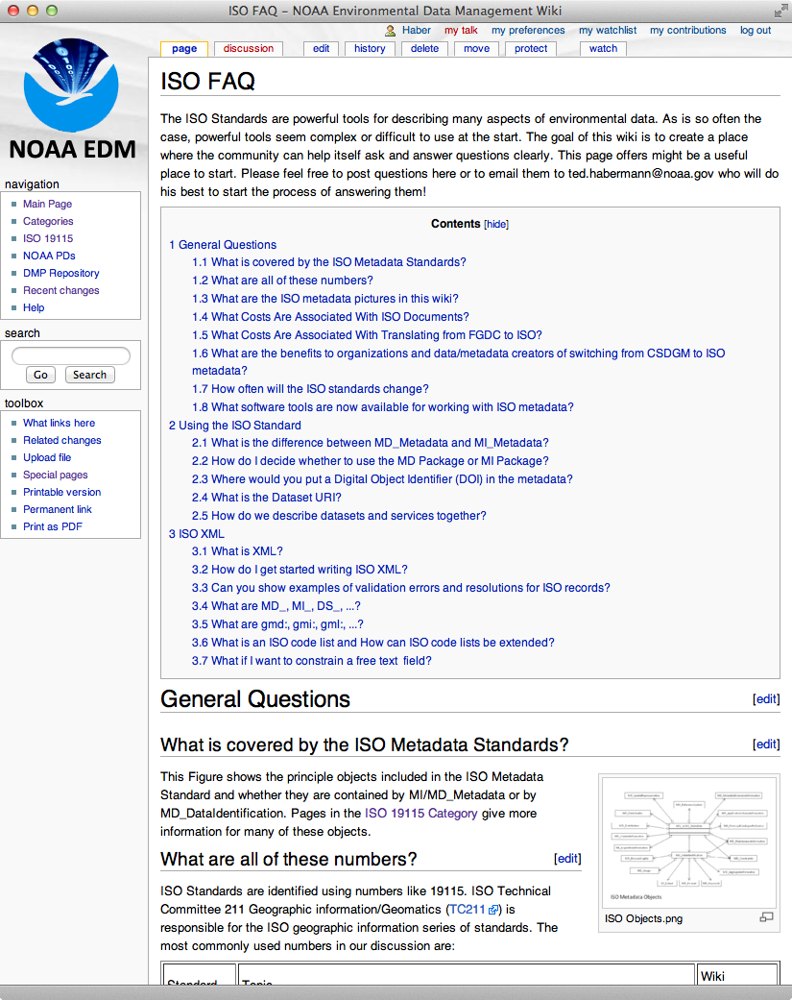 ISO FAQ – NOAA Environmental Data Management Wiki
Haber my talk my preferences my watchlist my contributions log out
page discussion edit history delete move protect watch
NOAA EDM
navigation
Main Page
Categories
ISO 19115
NOAA PDs
DMP Repository
Recent changes
Help
search
Go Search
toolbox
What links here
Related changes
Upload file
Special pages
Printable version
Permanent link
Print as PDF
ISO FAQ
The ISO Standards are powerful tools for describing many aspects of environmental data. As is so often the
case, powerful tools seem complex or difficult to use at the start. The goal of this wiki is to create a place
where the community can help itself ask and answer questions clearly. This page offers might be a useful
place to start. Please feel free to post questions here or to email them to ted.habermann@noaa.gov who will do
his best to start the process of answering them!
Contents [hide]
1 General Questions
1.1 What is covered by the ISO Metadata Standards?
1.2 What are all of these numbers?
1.3 What are the ISO metadata pictures in this wiki?
1.4 What Costs Are Associated With ISO Documents?
1.5 What Costs Are Associated With Translating from FGDC to ISO?
1.6 What are the benefits to organizations and data/metadata creators of switching from CSDGM to ISO
metadata?
1.7 How often will the ISO standards change?
1.8 What software tools are now available for working with ISO metadata?
2 Using the ISO Standard
2.1 What is the difference between MD_Metadata and MI_Metadata?
2.2 How do I decide whether to use the MD Package or MI Package?
2.3 Where would you put a Digital Object Identifier (DOI) in the metadata?
2.4 What is the Dataset URI?
2.5 How do we describe datasets and services together?
3 ISO XML
3.1 What is XML?
3.2 How do I get started writing ISO XML?
3.3 Can you show examples of validation errors and resolutions for ISO records?
3.4 What are MD_, MI_, DS_, ...?
3.5 What are gmd:, gmi:, gml:, ...?
3.6 What is an ISO code list and How can ISO code lists be extended?
3.7 What if I want to constrain a free text field?
General Questions [edit]
What is covered by the ISO Metadata Standards? [edit]
This Figure shows the principle objects included in the ISO Metadata
Standard and whether they are contained by MI/MD_Metadata or by
MD_DataIdentification. Pages in the ISO 19115 Category give more
information for many of these objects.
ISO Metadata Objects
ISO Objects.png
What are all of these numbers? [edit]
ISO Standards are identified using numbers like 19115. ISO Technical
Committee 211 Geographic information/Geomatics (TC211) is
responsible for the ISO geographic information series of standards. The
most commonly used numbers in our discussion are:
Standard Topic Wiki